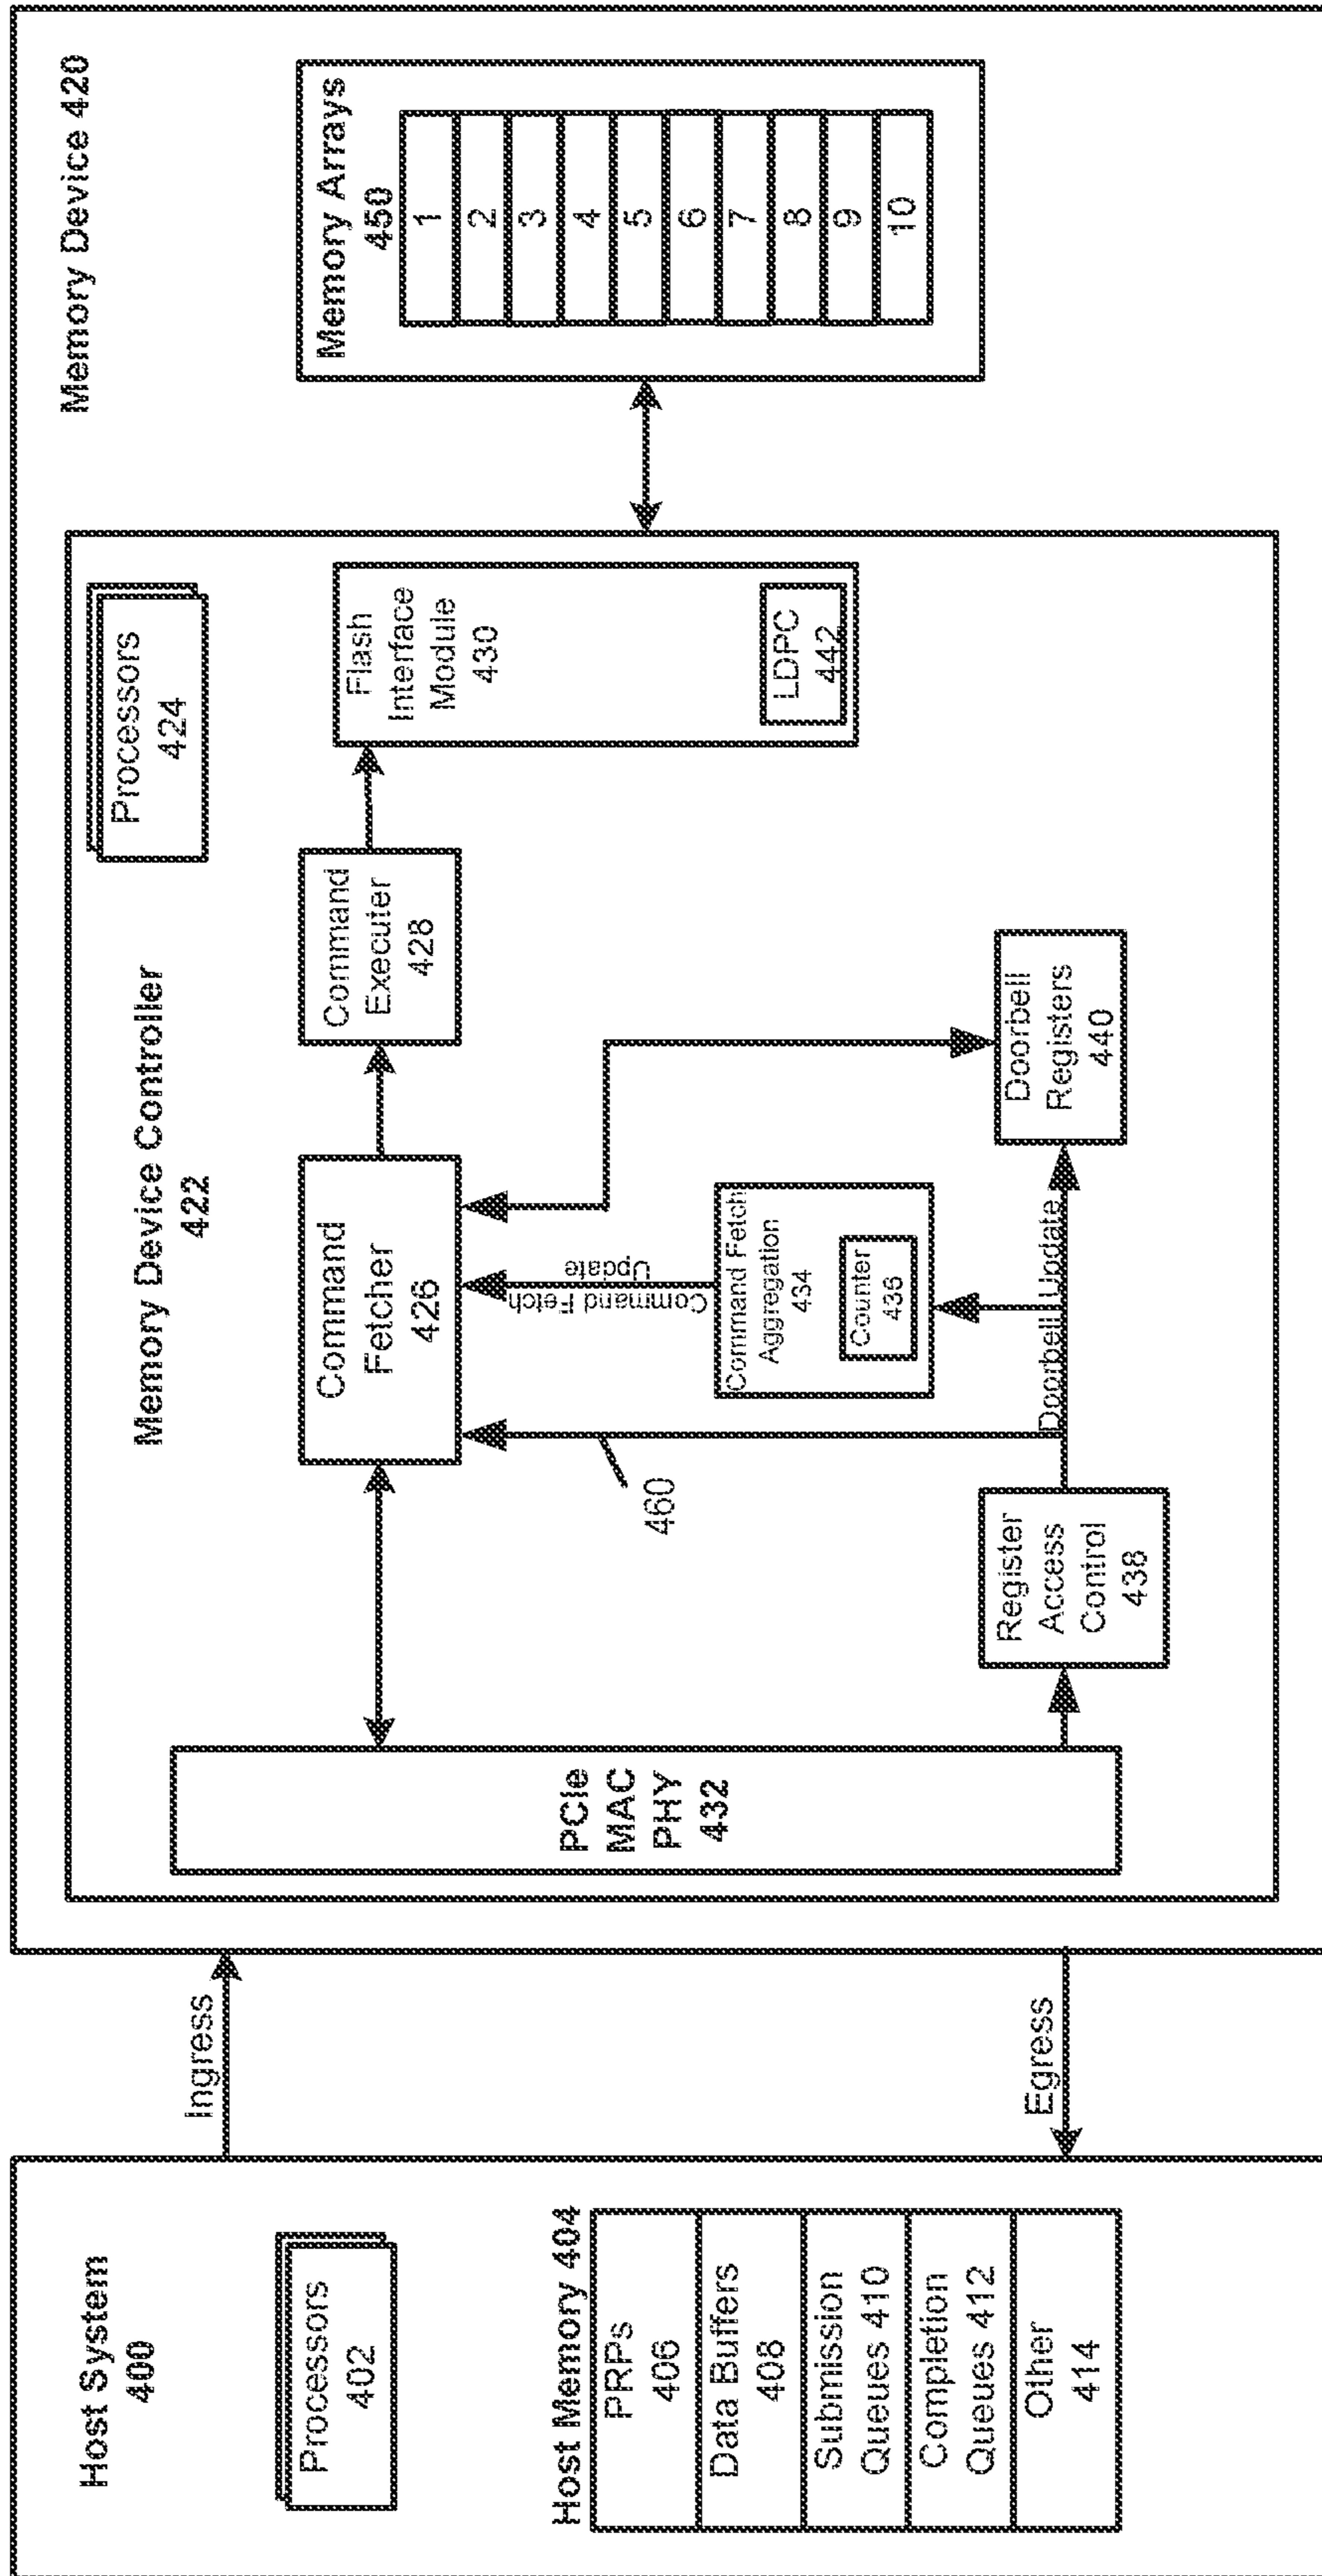 Host System
400
Processors
402
Host Memory 404
PRPs
406
Data Buffers
408
Submission
Queues 410
Completion
Queues 412
Other
414
Ingress
Egress
Memory Device 420
Memory Device Controller
422
Processors
424
PCIe
MAC
PHY
432
Command
Fetcher
426
Command
Executer
428
Flash
Interface
Module
430
LDPC
442
460
Command Fetch
Update
Command Fetch
Aggregation
434
Counter
436
Register
Access
Control
438
Doorbell Update
Doorbell
Registers
440
Memory Arrays
450
1
2
3
4
5
6
7
8
9
10